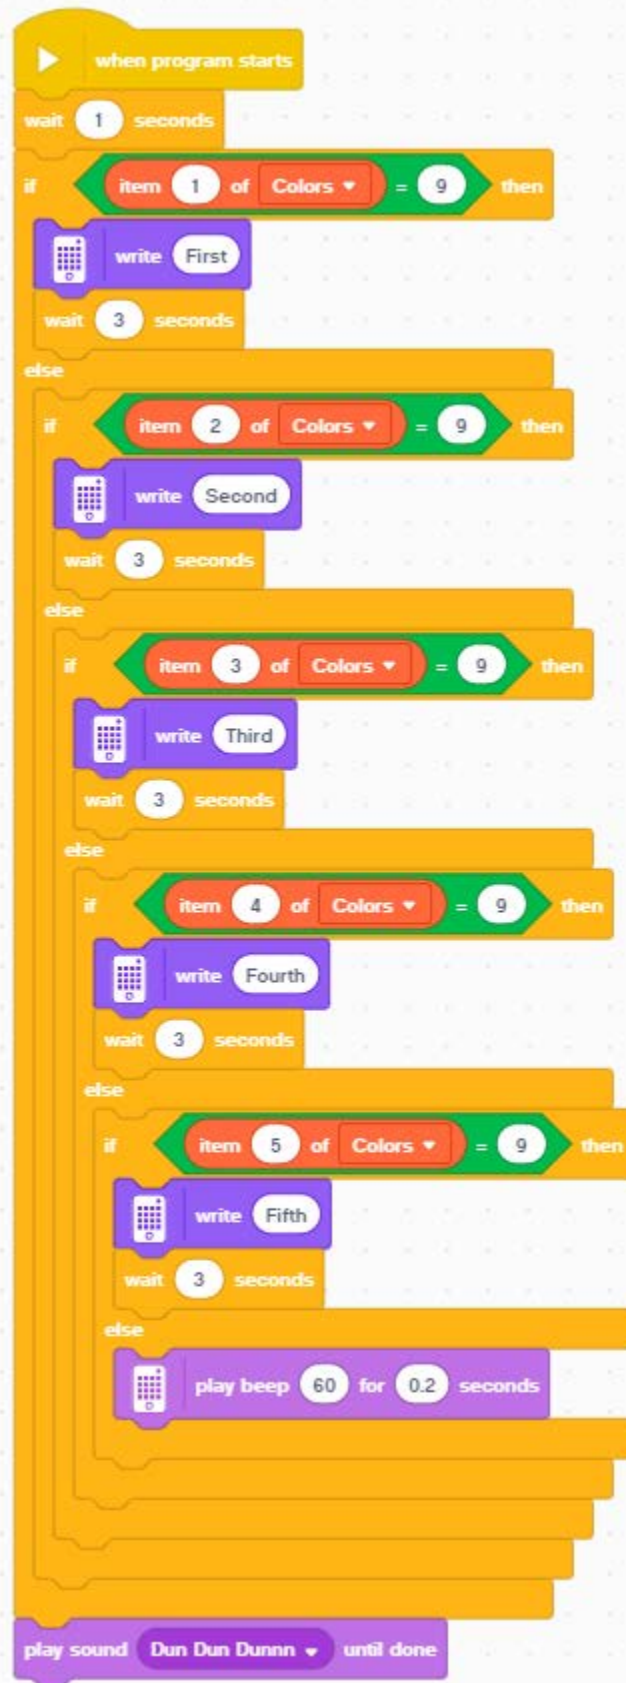 when program starts
wait 1 seconds
if item 1 of Colors = 9 then
write First
wait 3 seconds
else
if item 2 of Colors = 9 then
write Second
wait 3 seconds
else
if item 3 of Colors = 9 then
write Third
wait 3 seconds
else
if item 4 of Colors = 9 then
write Fourth
wait 3 seconds
else
if item 5 of Colors = 9 then
write Fifth
wait 3 seconds
else
play beep 60 for 0.2 seconds
play sound Dun Dun Dunnn until done